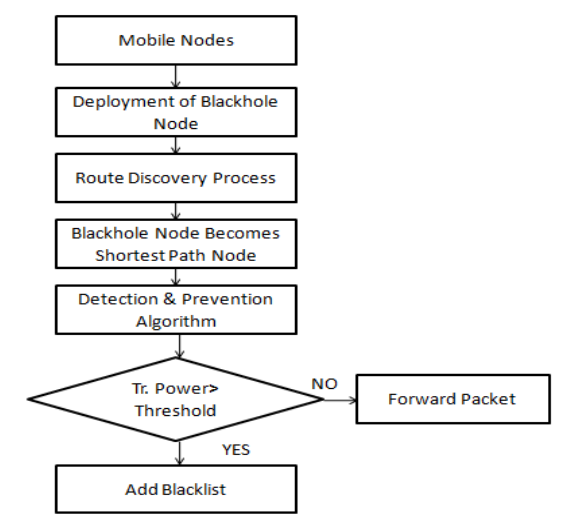 Mobile Nodes
Deployment of Blackhole
Node
Route Discovery Process
Blackhole Node Becomes
Shortest Path Node
Detection & Prevention
Algorithm
Tr. Power>
Threshold
NO
Forward Packet
YES
Add Blacklist